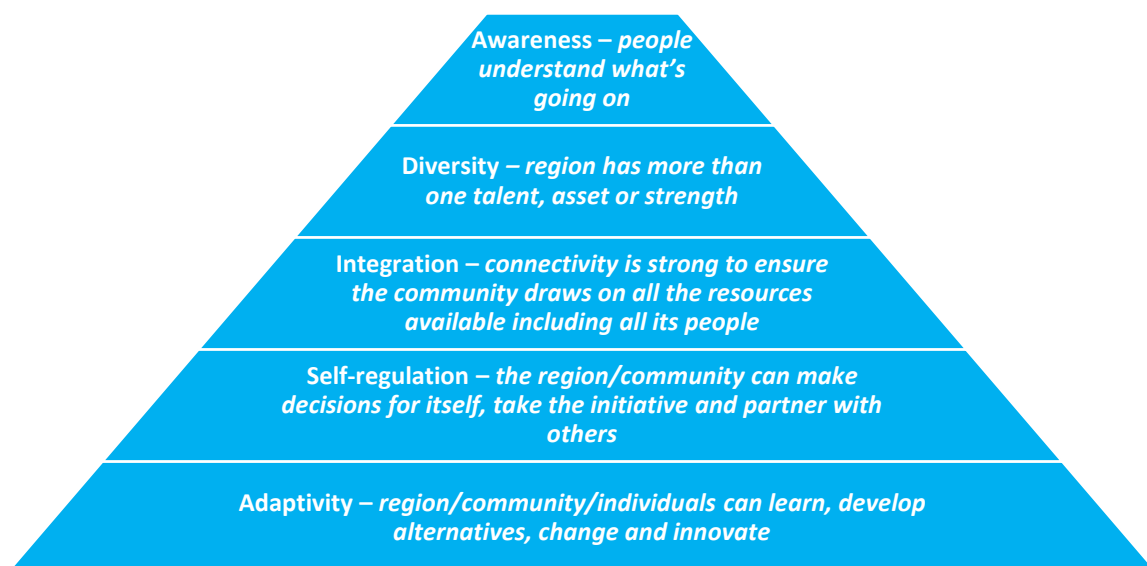 Awareness – people
understand what's
going on
Diversity – region has more than
one talent, asset or strength
Integration – connectivity is strong to ensure
the community draws on all the resources
available including all its people
Self-regulation – the region/community can make
decisions for itself, take the initiative and partner with
others
Adaptivity – region/community/individuals can learn, develop
alternatives, change and innovate